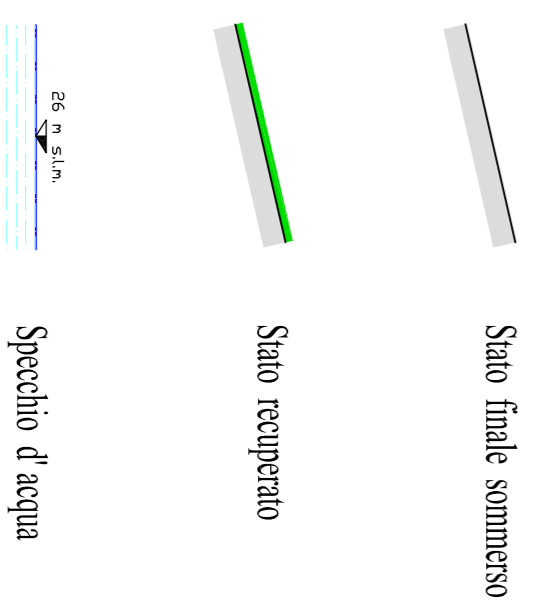 Stato finale sommerso
Stato recuperato
26 m s.l.m.
Specchio d'acqua